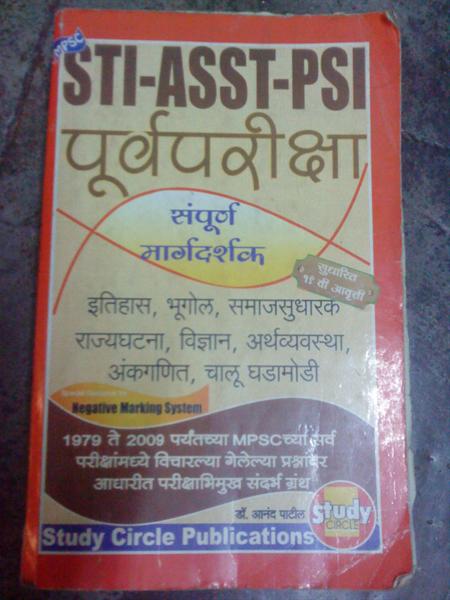 MPSC
STI-ASST-PSI
पूर्वपरीक्षा
संपूर्ण
मार्गदर्शक
सुधारित
११ वी आवृत्ती
इतिहास, भूगोल, समाजसुधारक
राज्यघटना, विज्ञान, अर्थव्यवस्था,
अंकगणित, चालू घडामोडी
Negative Marking System
1979 ते 2009 पर्यंतच्या MPSCच्या सर्व
परीक्षांमध्ये विचारल्या गेलेल्या प्रश्नांवर
आधारीत परीक्षाभिमुख संदर्भ ग्रंथ
डॉ. आनंद पाटील
Study
CIRCLE
Study Circle Publications